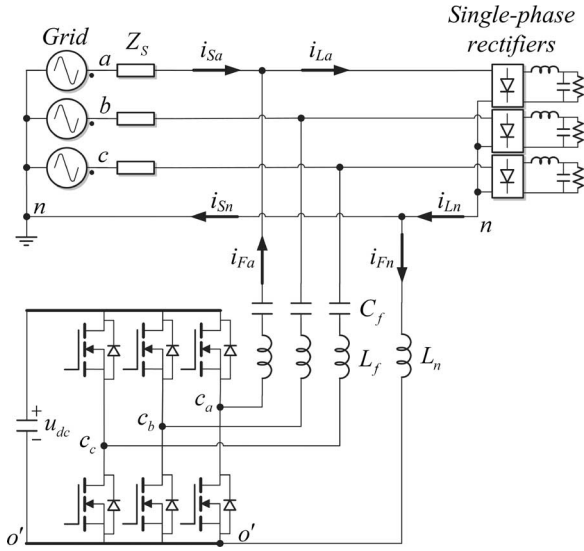 Single-phase
rectifiers
Grid
Z_S
a
i_Sa
i_La
b
c
n
i_Sn
i_Ln
n
i_Fa
i_Fn
C_f
L_f
L_n
c_a
c_b
c_c
+
u_dc
−
o'
o'